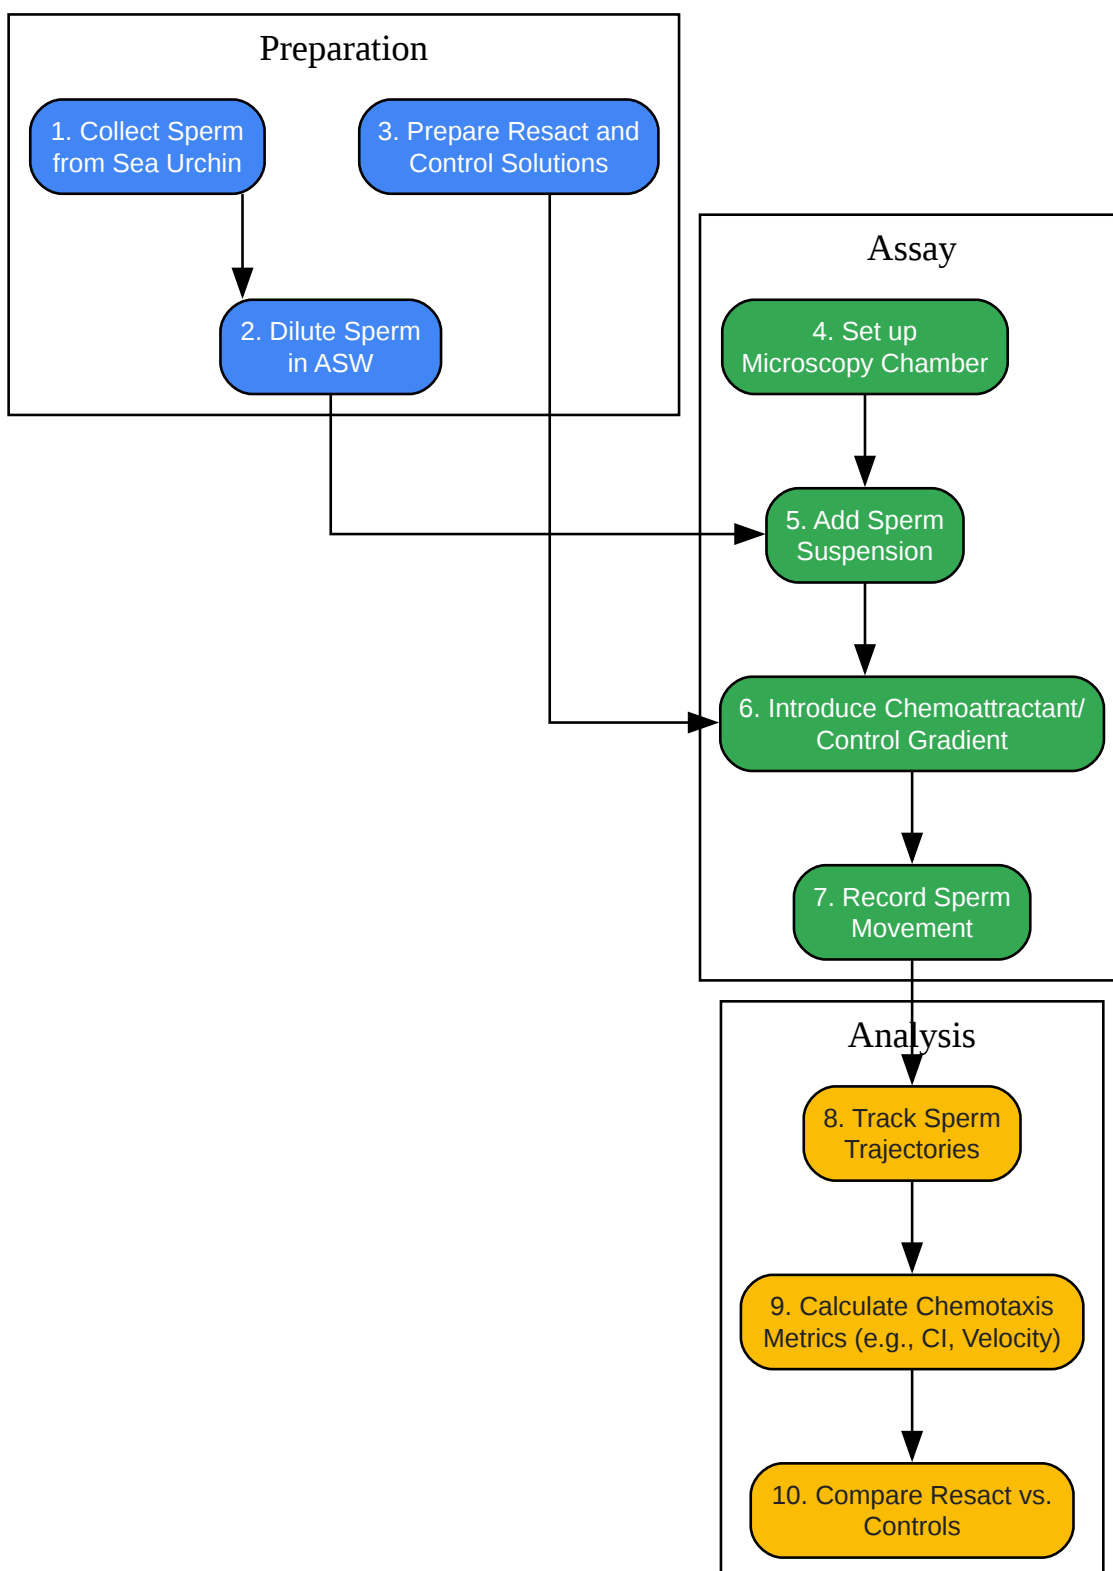 Preparation
1. Collect Sperm
from Sea Urchin
3. Prepare Resact and
Control Solutions
2. Dilute Sperm
in ASW
Assay
4. Set up
Microscopy Chamber
5. Add Sperm
Suspension
6. Introduce Chemoattractant/
Control Gradient
7. Record Sperm
Movement
Analysis
8. Track Sperm
Trajectories
9. Calculate Chemotaxis
Metrics (e.g., CI, Velocity)
10. Compare Resact vs.
Controls